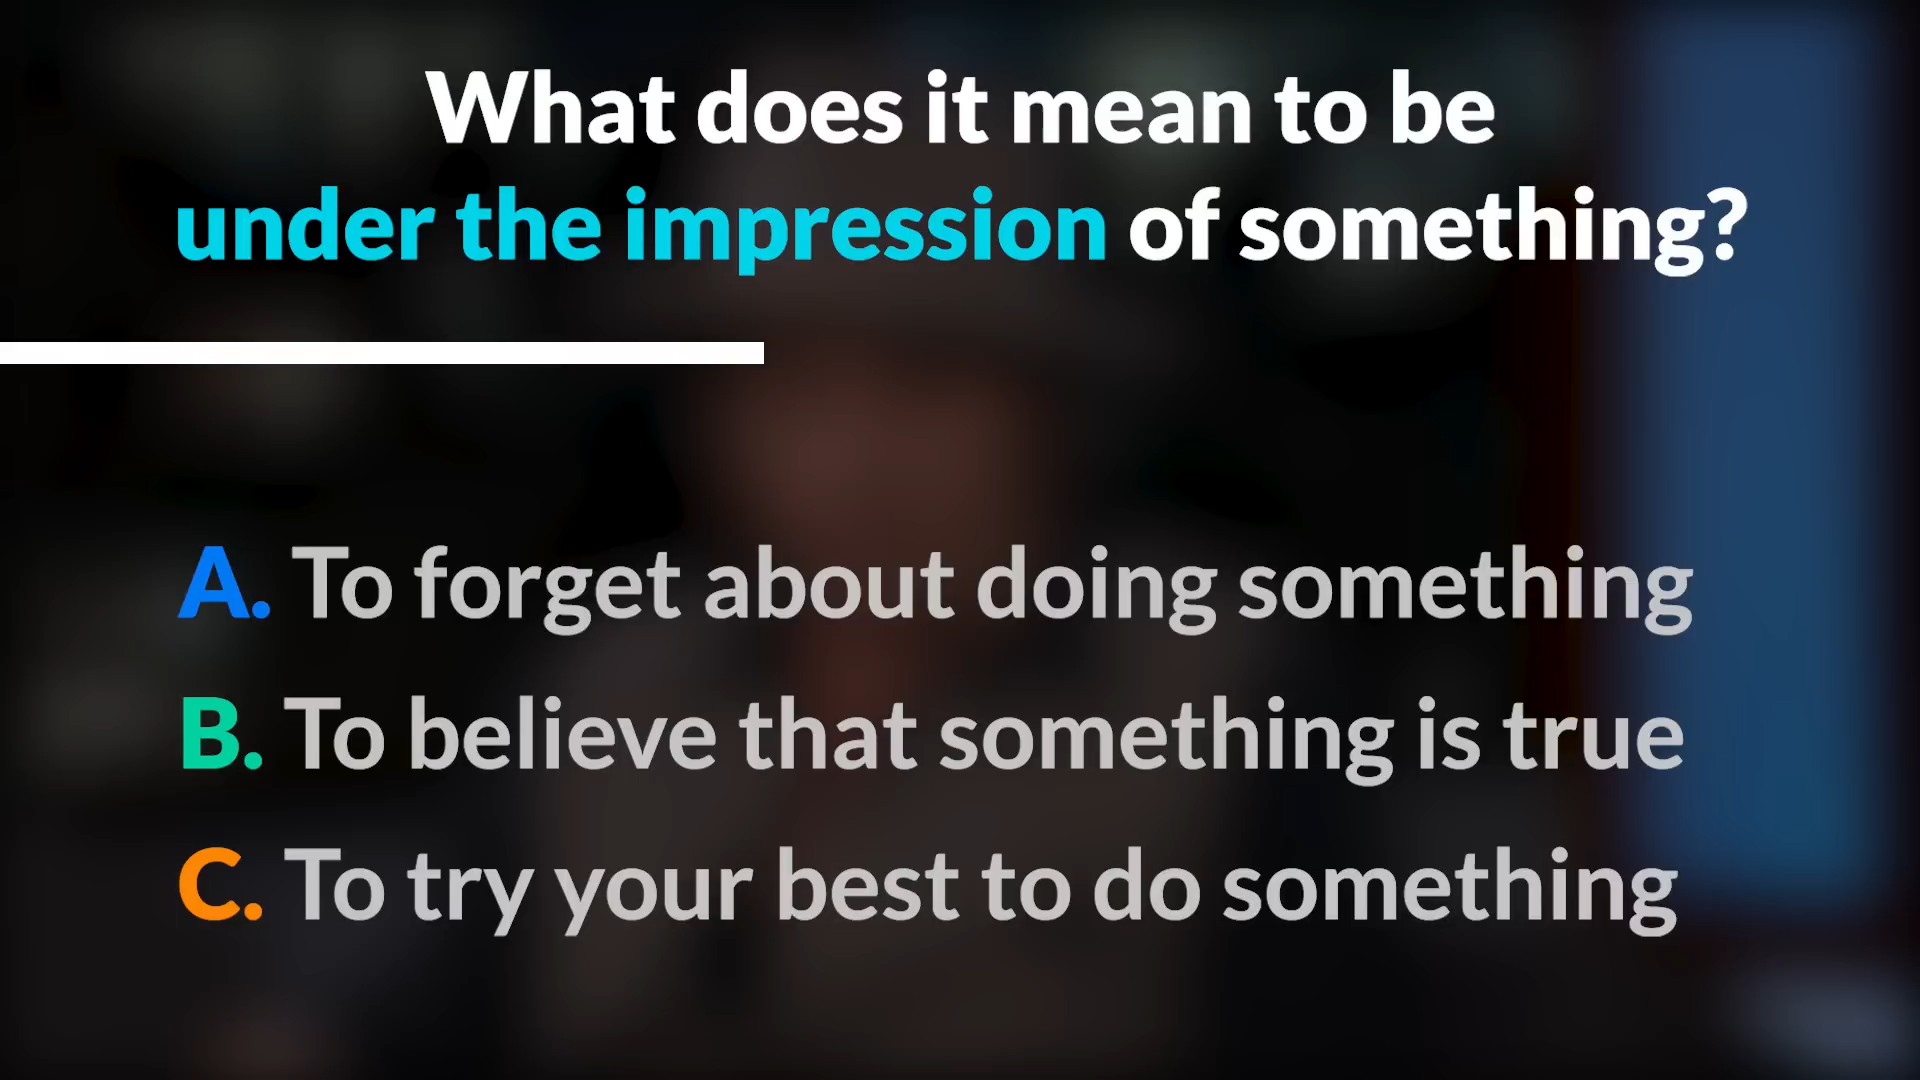 What does it mean to be
under the impression of something?
A. To forget about doing something
B. To believe that something is true
C. To try your best to do something